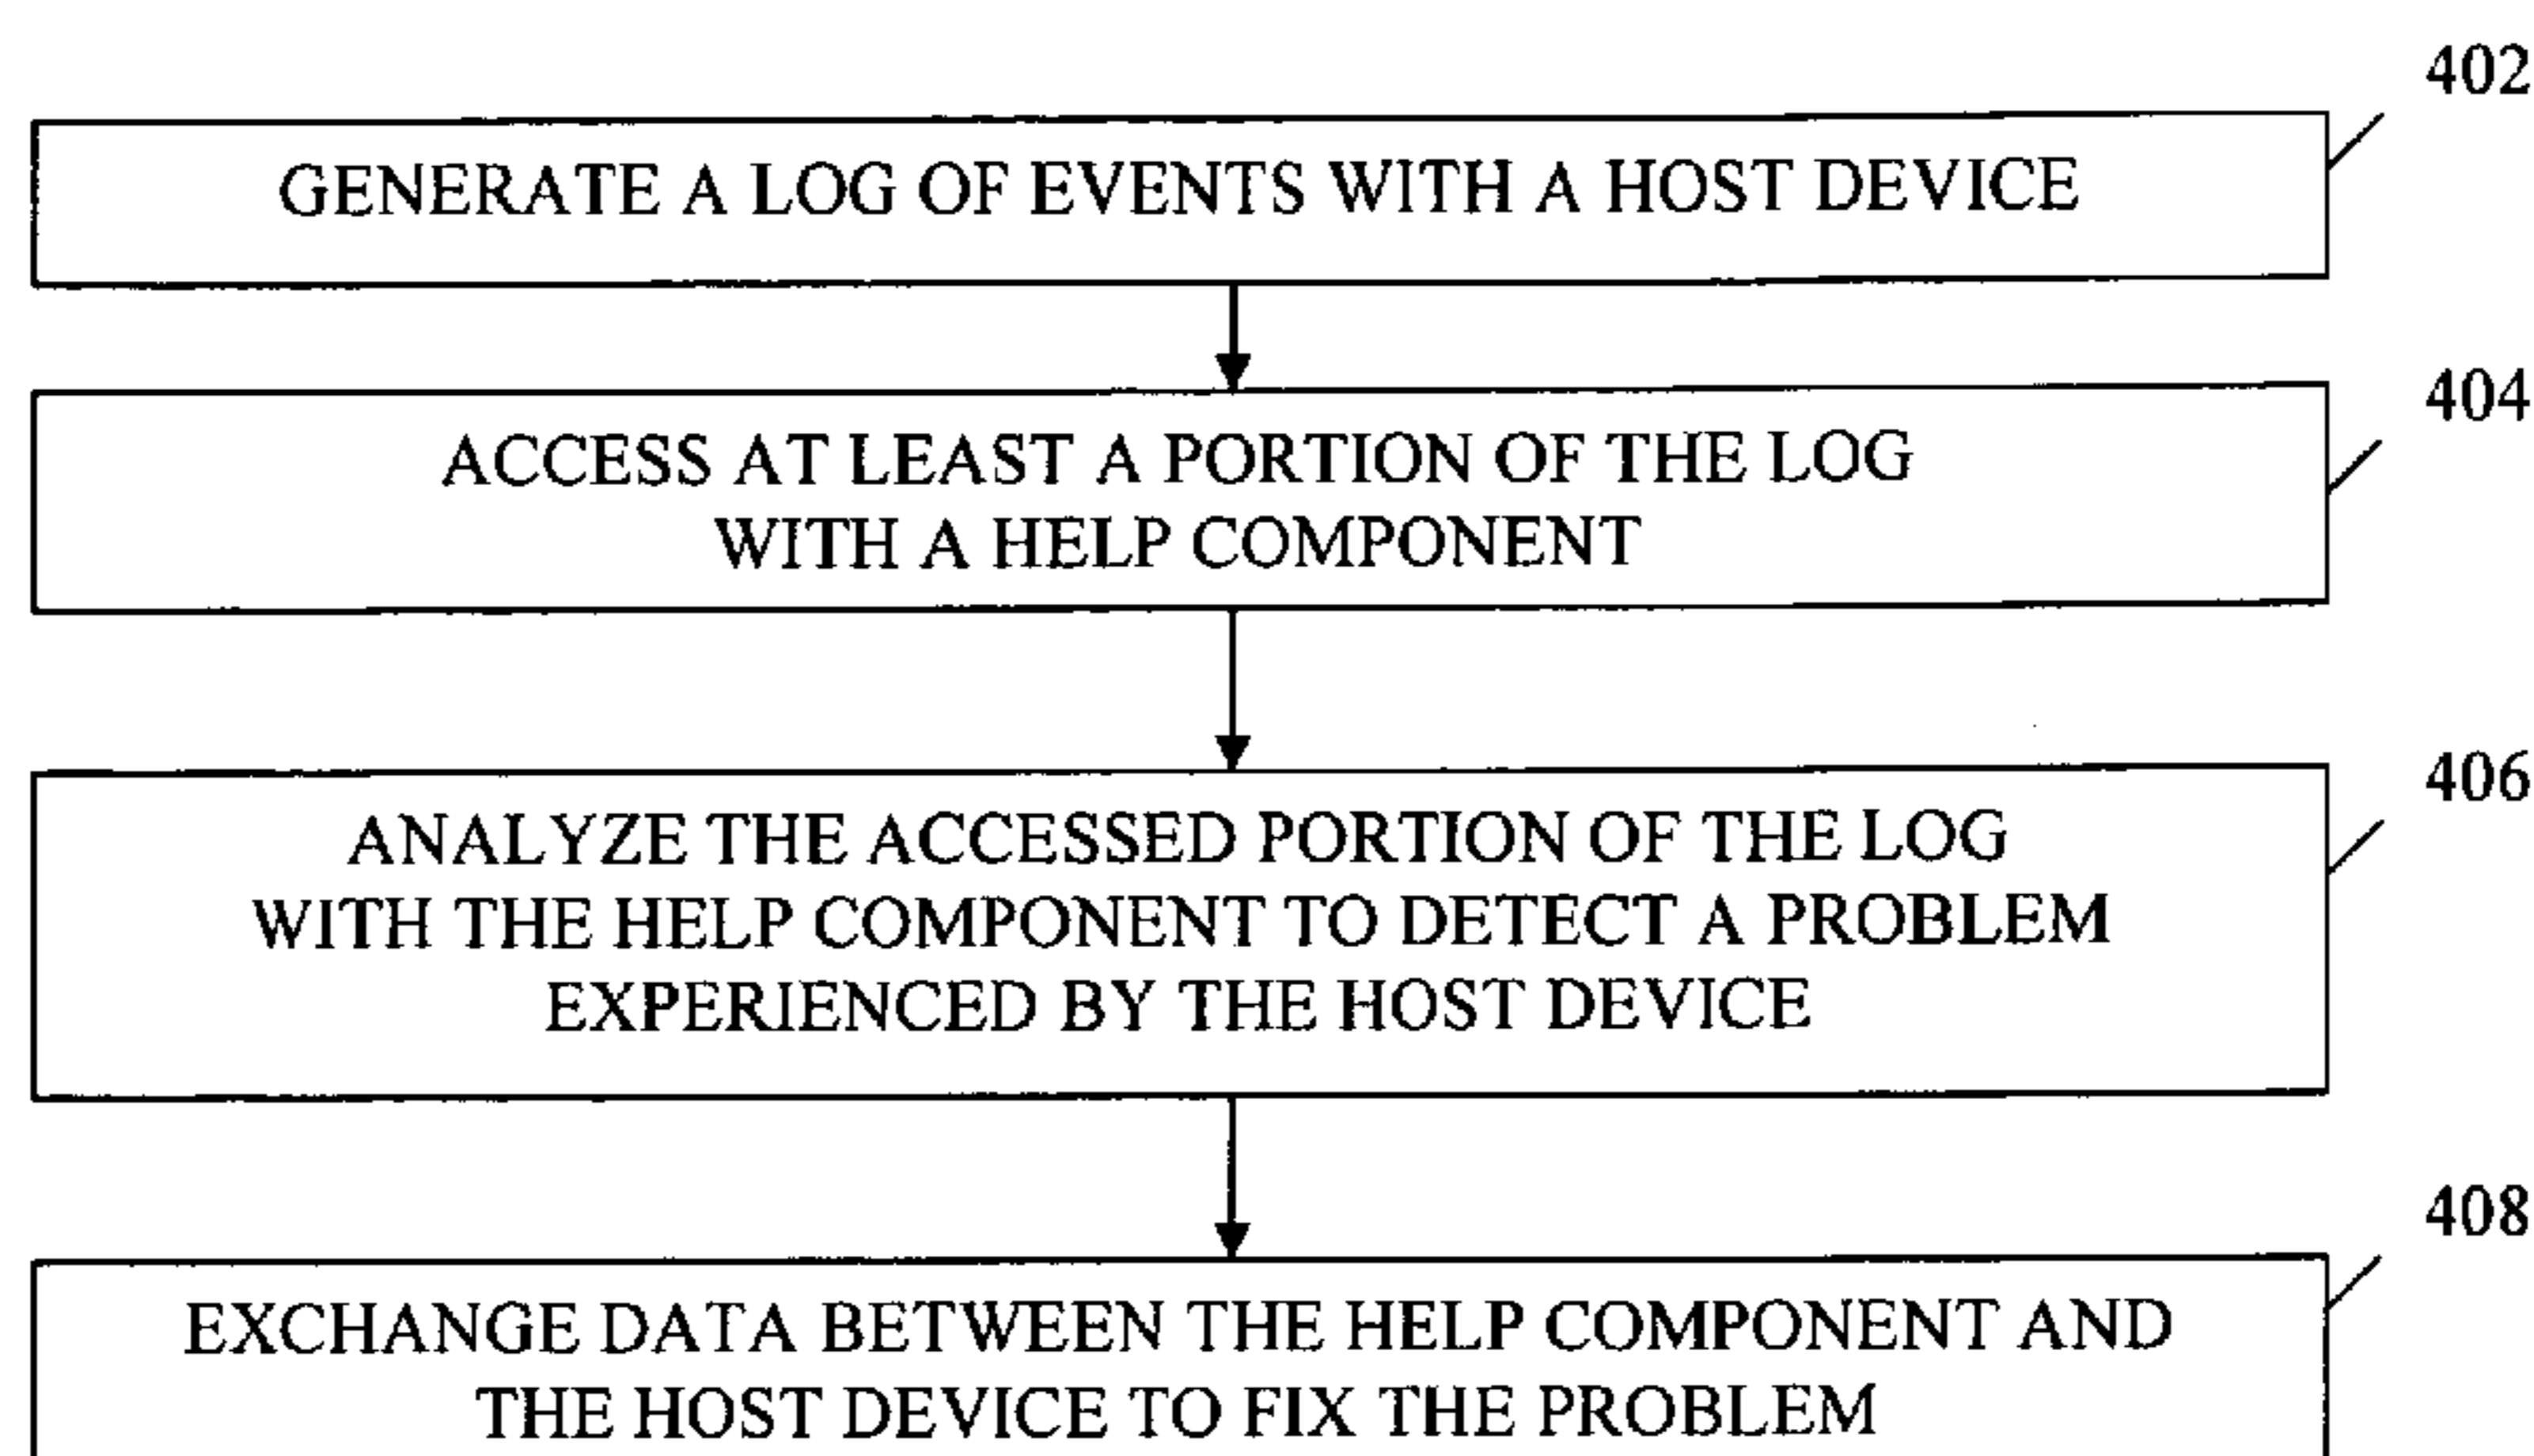 402
GENERATE A LOG OF EVENTS WITH A HOST DEVICE
404
ACCESS AT LEAST A PORTION OF THE LOG
WITH A HELP COMPONENT
406
ANALYZE THE ACCESSED PORTION OF THE LOG
WITH THE HELP COMPONENT TO DETECT A PROBLEM
EXPERIENCED BY THE HOST DEVICE
408
EXCHANGE DATA BETWEEN THE HELP COMPONENT AND
THE HOST DEVICE TO FIX THE PROBLEM